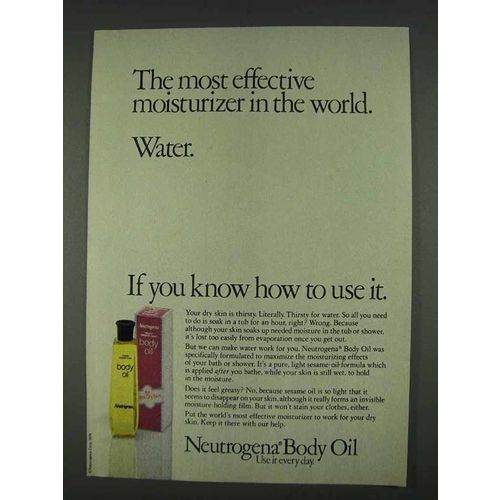 The most effective
moisturizer in the world.
Water.
If you know how to use it.
Your dry skin is thirsty. Literally. Thirsty for water. So all you need
to do is soak in a tub for an hour, right? Wrong. Because
although your skin soaks up needed moisture in the tub or shower,
it's lost too easily from evaporation once you get out.
But we can make water work for you. Neutrogena® Body Oil was
specifically formulated to maximize the moisturizing effects
of your bath or shower. It's a pure, light sesame-oil-formula which
is applied after you bathe, while your skin is still wet, to hold
in the moisture.
Does it feel greasy? No, because sesame oil is so light that it
seems to disappear on your skin, although it really forms an invisible
moisture-holding film. But it won't stain your clothes, either.
Put the world's most effective moisturizer to work for your dry
skin. Keep it there with our help.
Neutrogena® Body Oil
Use it every day.
Neutrogena
body
oil
body
oil
Neutrogena